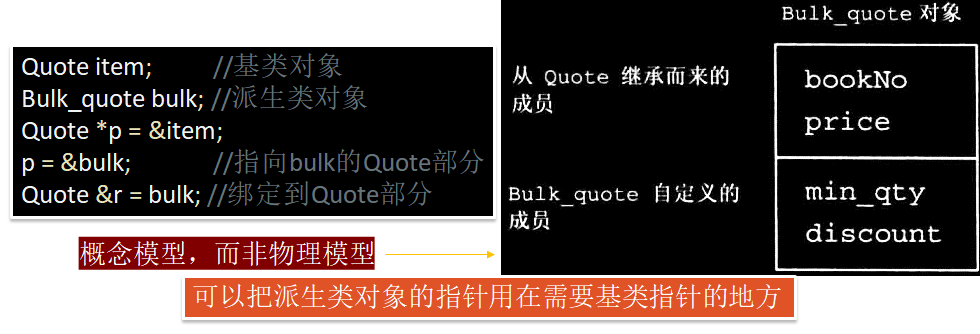 Quote item; //基类对象
Bulk_quote bulk; //派生类对象
Quote *p = &item;
p = &bulk; //指向bulk的Quote部分
Quote &r = bulk; //绑定到Quote部分
Bulk_quote 对象
从 Quote 继承而来的
成员
bookNo
price
Bulk_quote 自定义的
成员
min_qty
discount
概念模型，而非物理模型
可以把派生类对象的指针用在需要基类指针的地方